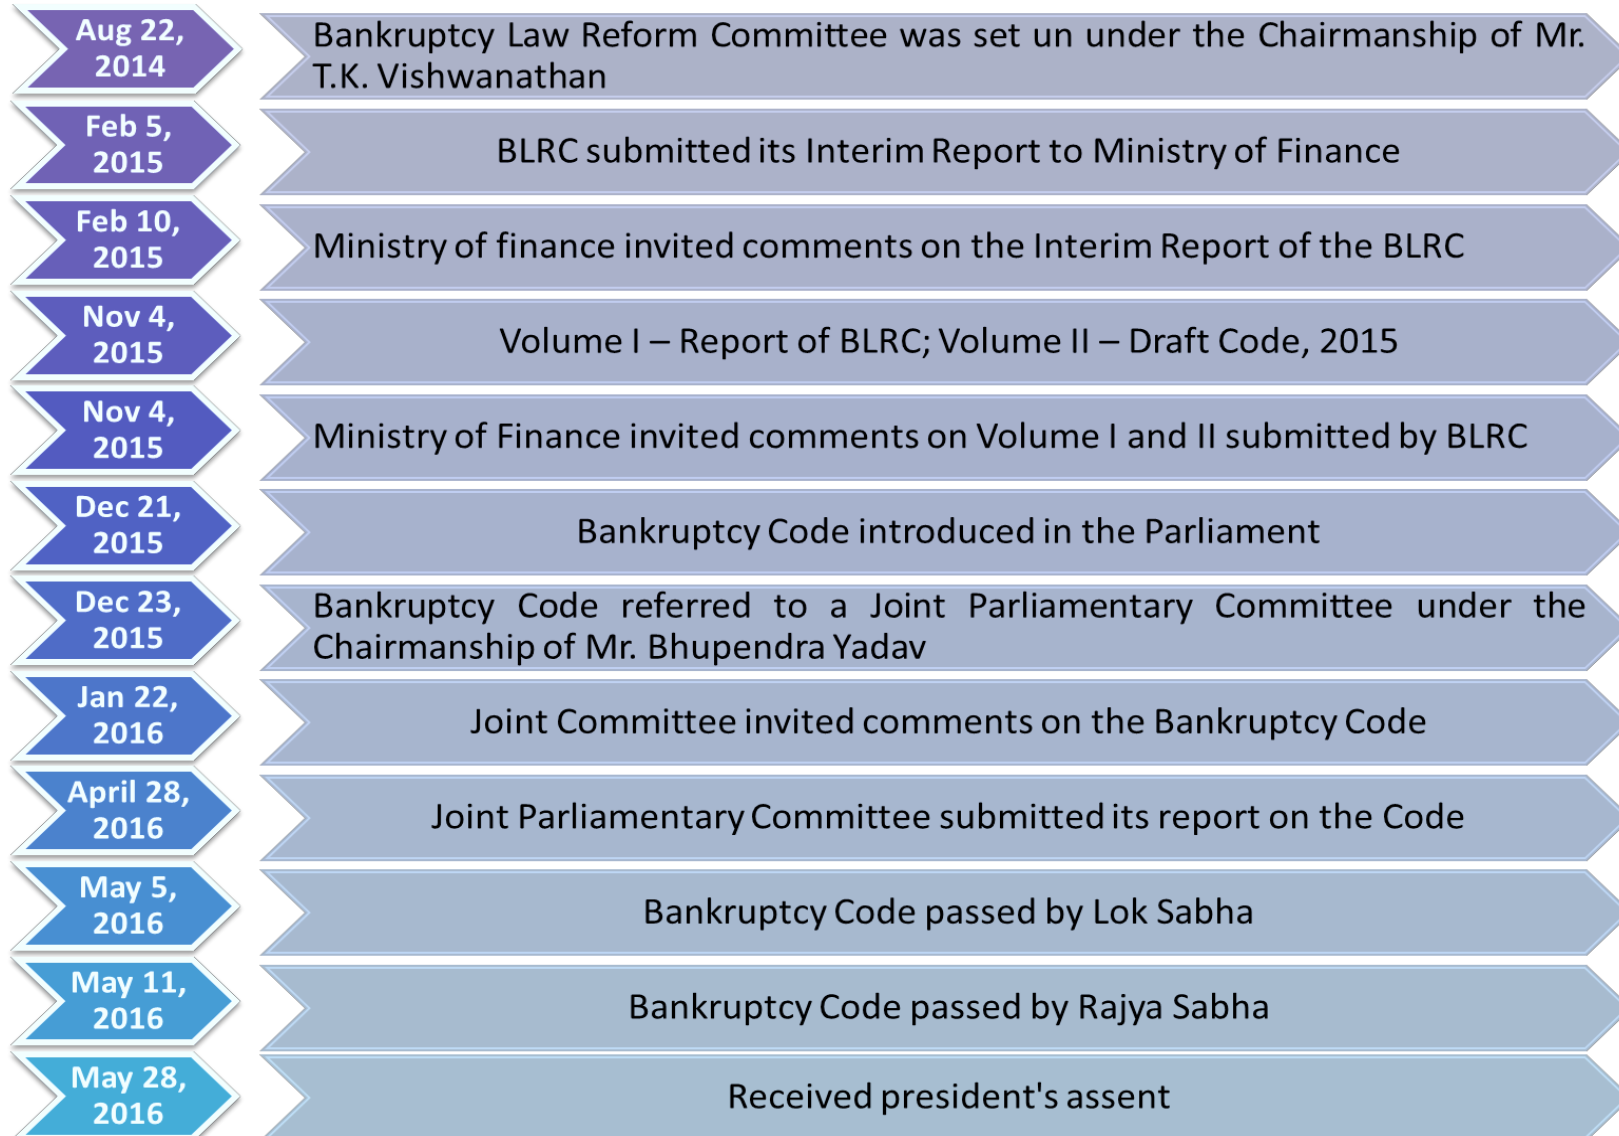 Aug 22,
2014
Bankruptcy Law Reform Committee was set un under the Chairmanship of Mr.
T.K. Vishwanathan
Feb 5,
2015
BLRC submitted its Interim Report to Ministry of Finance
Feb 10,
2015
Ministry of finance invited comments on the Interim Report of the BLRC
Nov 4,
2015
Volume I – Report of BLRC; Volume II – Draft Code, 2015
Nov 4,
2015
Ministry of Finance invited comments on Volume I and II submitted by BLRC
Dec 21,
2015
Bankruptcy Code introduced in the Parliament
Dec 23,
2015
Bankruptcy Code referred to a Joint Parliamentary Committee under the
Chairmanship of Mr. Bhupendra Yadav
Jan 22,
2016
Joint Committee invited comments on the Bankruptcy Code
April 28,
2016
Joint Parliamentary Committee submitted its report on the Code
May 5,
2016
Bankruptcy Code passed by Lok Sabha
May 11,
2016
Bankruptcy Code passed by Rajya Sabha
May 28,
2016
Received president's assent